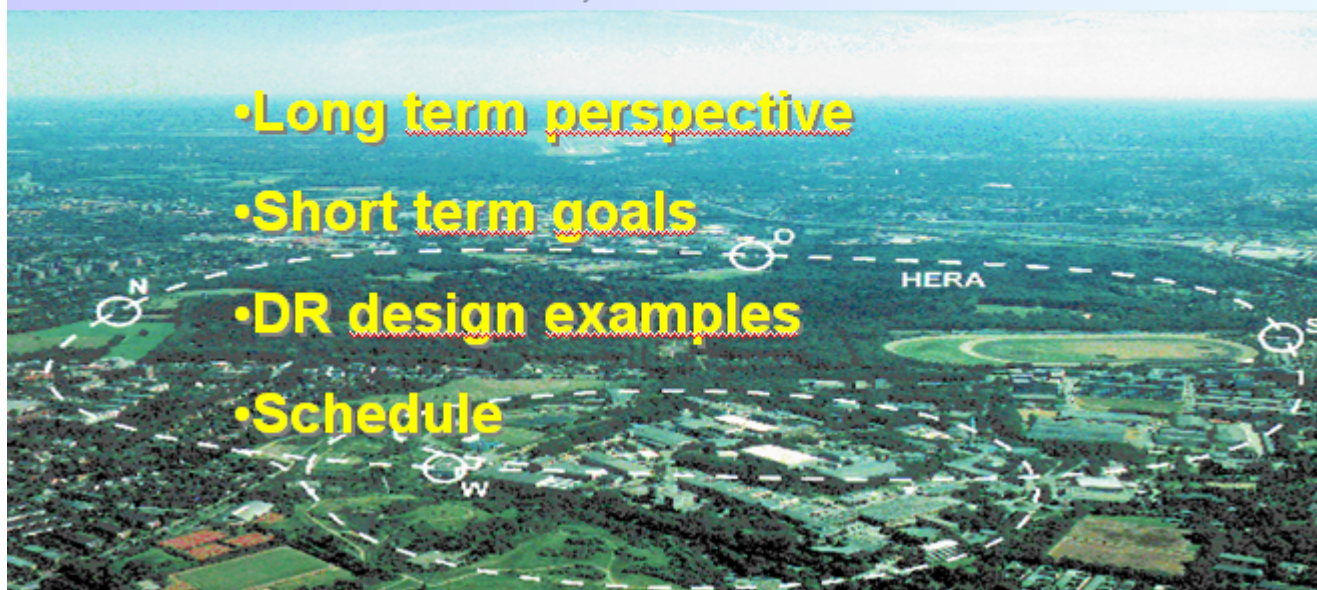 •Long term perspective
•Short term goals
O
HERA
N
•DR design examples
S
•Schedule
W